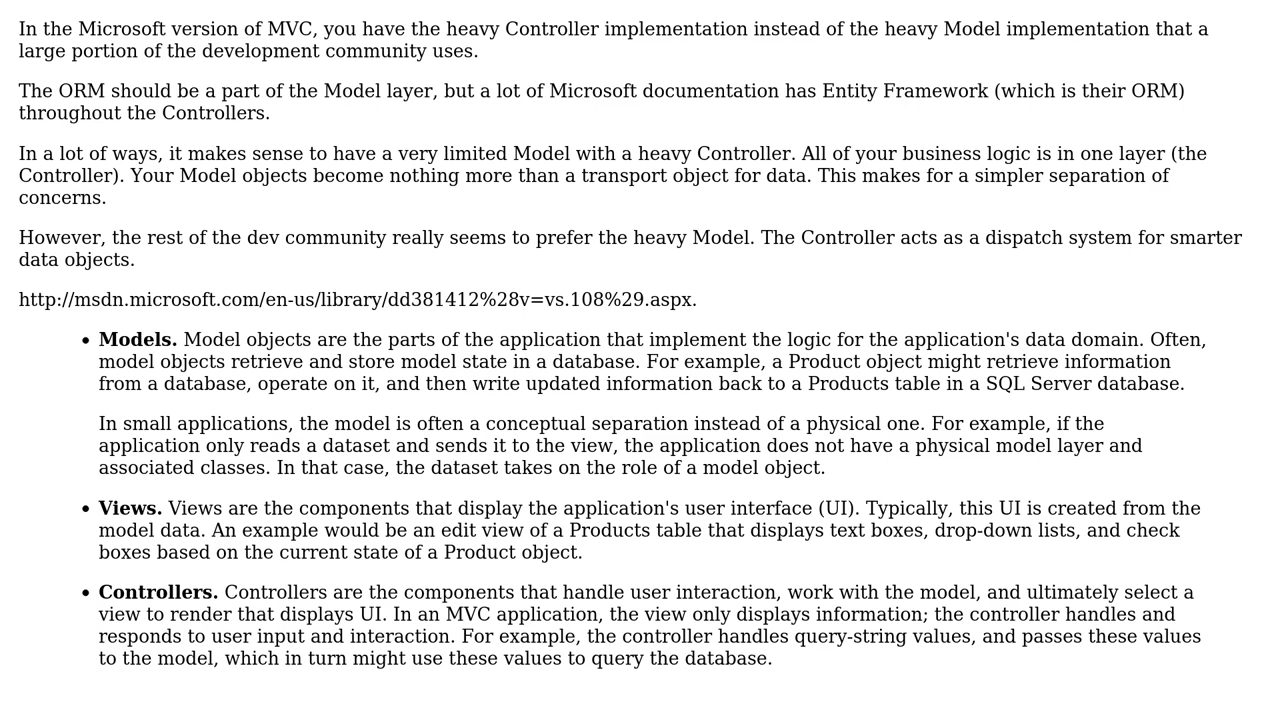 In the Microsoft version of MVC, you have the heavy Controller implementation instead of the heavy Model implementation that a
large portion of the development community uses.
The ORM should be a part of the Model layer, but a lot of Microsoft documentation has Entity Framework (which is their ORM)
throughout the Controllers.
In a lot of ways, it makes sense to have a very limited Model with a heavy Controller. All of your business logic is in one layer (the
Controller). Your Model objects become nothing more than a transport object for data. This makes for a simpler separation of
concerns.
However, the rest of the dev community really seems to prefer the heavy Model. The Controller acts as a dispatch system for smarter
data objects.
http://msdn.microsoft.com/en-us/library/dd381412%28v=vs.108%29.aspx.
• Models. Model objects are the parts of the application that implement the logic for the application's data domain. Often,
model objects retrieve and store model state in a database. For example, a Product object might retrieve information
from a database, operate on it, and then write updated information back to a Products table in a SQL Server database.
In small applications, the model is often a conceptual separation instead of a physical one. For example, if the
application only reads a dataset and sends it to the view, the application does not have a physical model layer and
associated classes. In that case, the dataset takes on the role of a model object.
• Views. Views are the components that display the application's user interface (UI). Typically, this UI is created from the
model data. An example would be an edit view of a Products table that displays text boxes, drop-down lists, and check
boxes based on the current state of a Product object.
• Controllers. Controllers are the components that handle user interaction, work with the model, and ultimately select a
view to render that displays UI. In an MVC application, the view only displays information; the controller handles and
responds to user input and interaction. For example, the controller handles query-string values, and passes these values
to the model, which in turn might use these values to query the database.